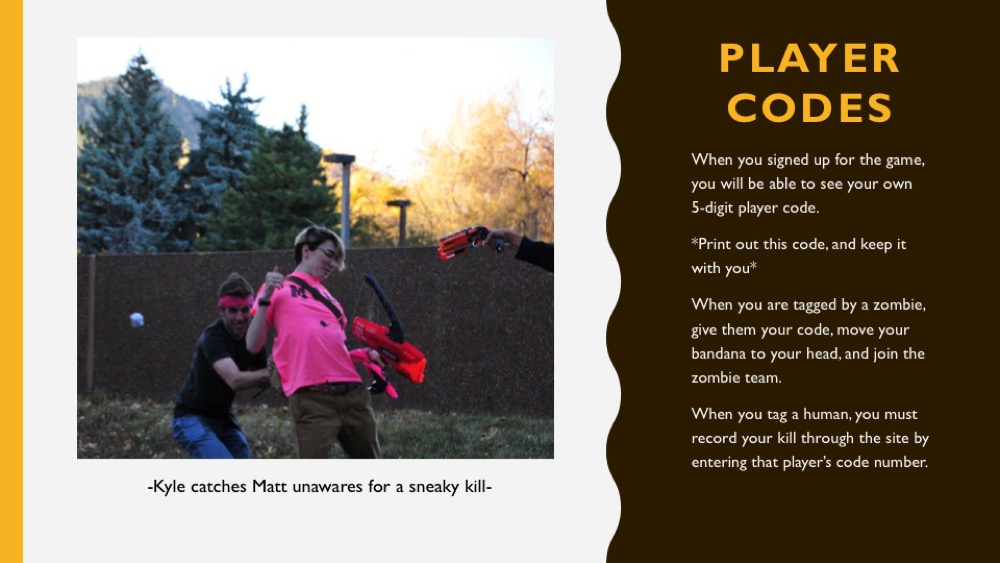 PLAYER
CODES
When you signed up for the game,
you will be able to see your own
5-digit player code.
*Print out this code, and keep it
with you*
When you are tagged by a zombie,
give them your code, move your
bandana to your head, and join the
zombie team.
When you tag a human, you must
record your kill through the site by
entering that player’s code number.
-Kyle catches Matt unawares for a sneaky kill-